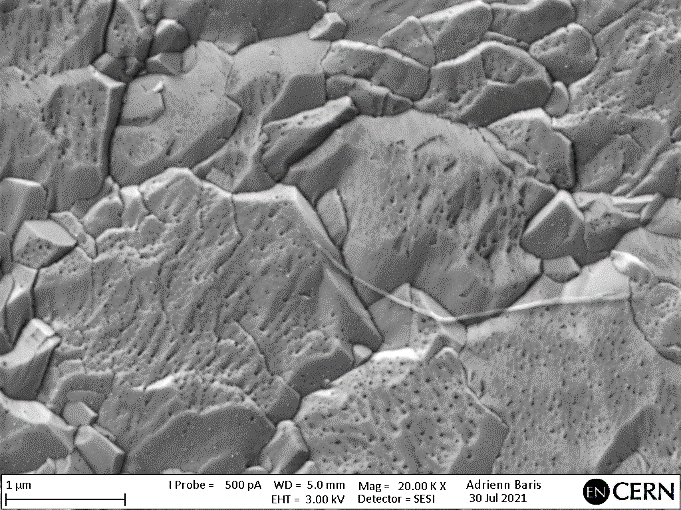 1 µm
I Probe = 500 pA WD = 5.0 mm Mag = 20.00 K X Adrienn Baris
EHT = 3.00 kV Detector = SESI 30 Jul 2021
EN CERN